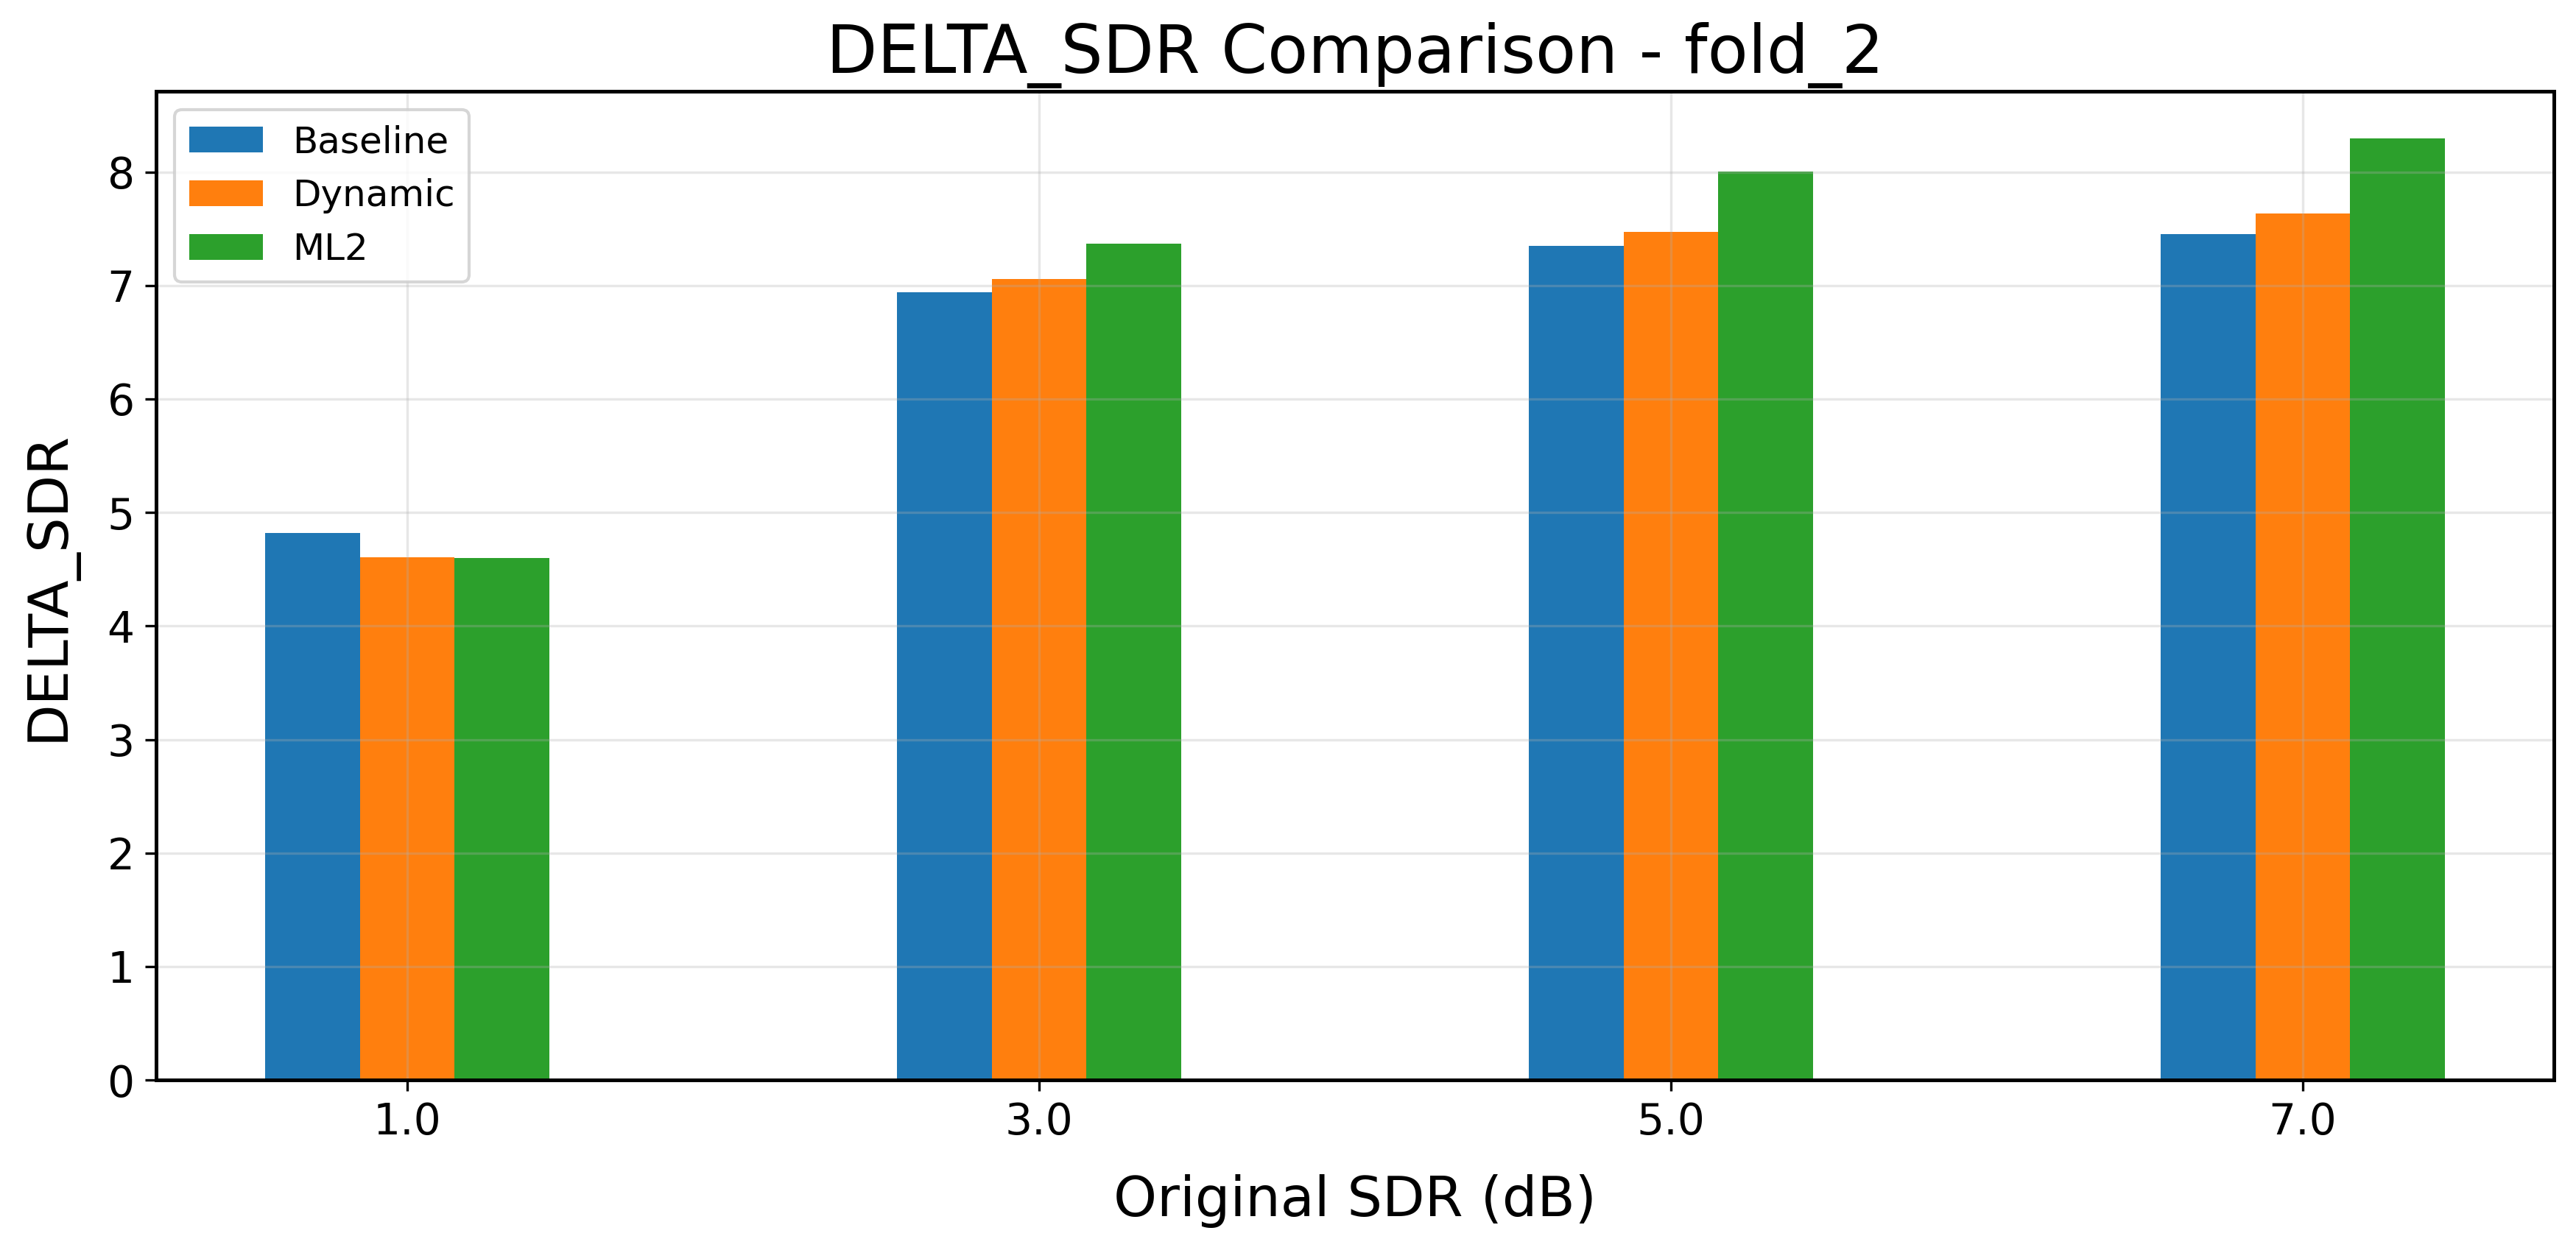 DELTA_SDR Comparison - fold_2
Baseline
Dynamic
ML2
DELTA_SDR
8
7
6
5
4
3
2
1
0
1.0 3.0 5.0 7.0
Original SDR (dB)